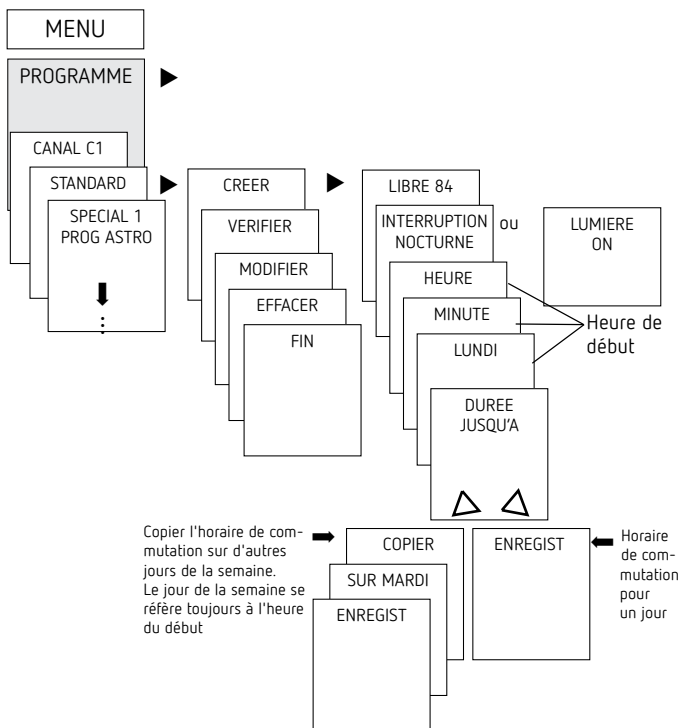 MENU
PROGRAMME
CANAL C1
STANDARD
SPECIAL 1
PROG ASTRO
CREER
VERIFIER
MODIFIER
EFFACER
FIN
LIBRE 84
INTERRUPTION
NOCTURNE
ou
LUMIERE
ON
HEURE
MINUTE
LUNDI
Heure de
début
DUREE
JUSQU'A
Copier l'horaire de com-
mutation sur d'autres
jours de la semaine.
Le jour de la semaine se
réfère toujours à l'heure
du début
COPIER
SUR MARDI
ENREGIST
ENREGIST
Horaire
de com-
mutation
pour
un jour